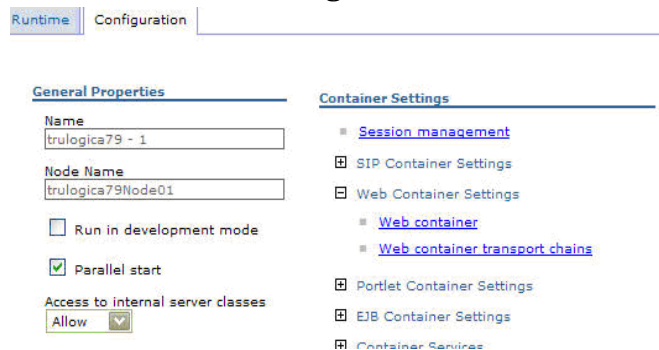 Runtime
Configuration
General Properties
Name
trulogica79 - 1
Node Name
trulogica79Node01
Run in development mode
Parallel start
Access to internal server classes
Allow
Container Settings
Session management
SIP Container Settings
Web Container Settings
Web container
Web container transport chains
Portlet Container Settings
EJB Container Settings
Container Services